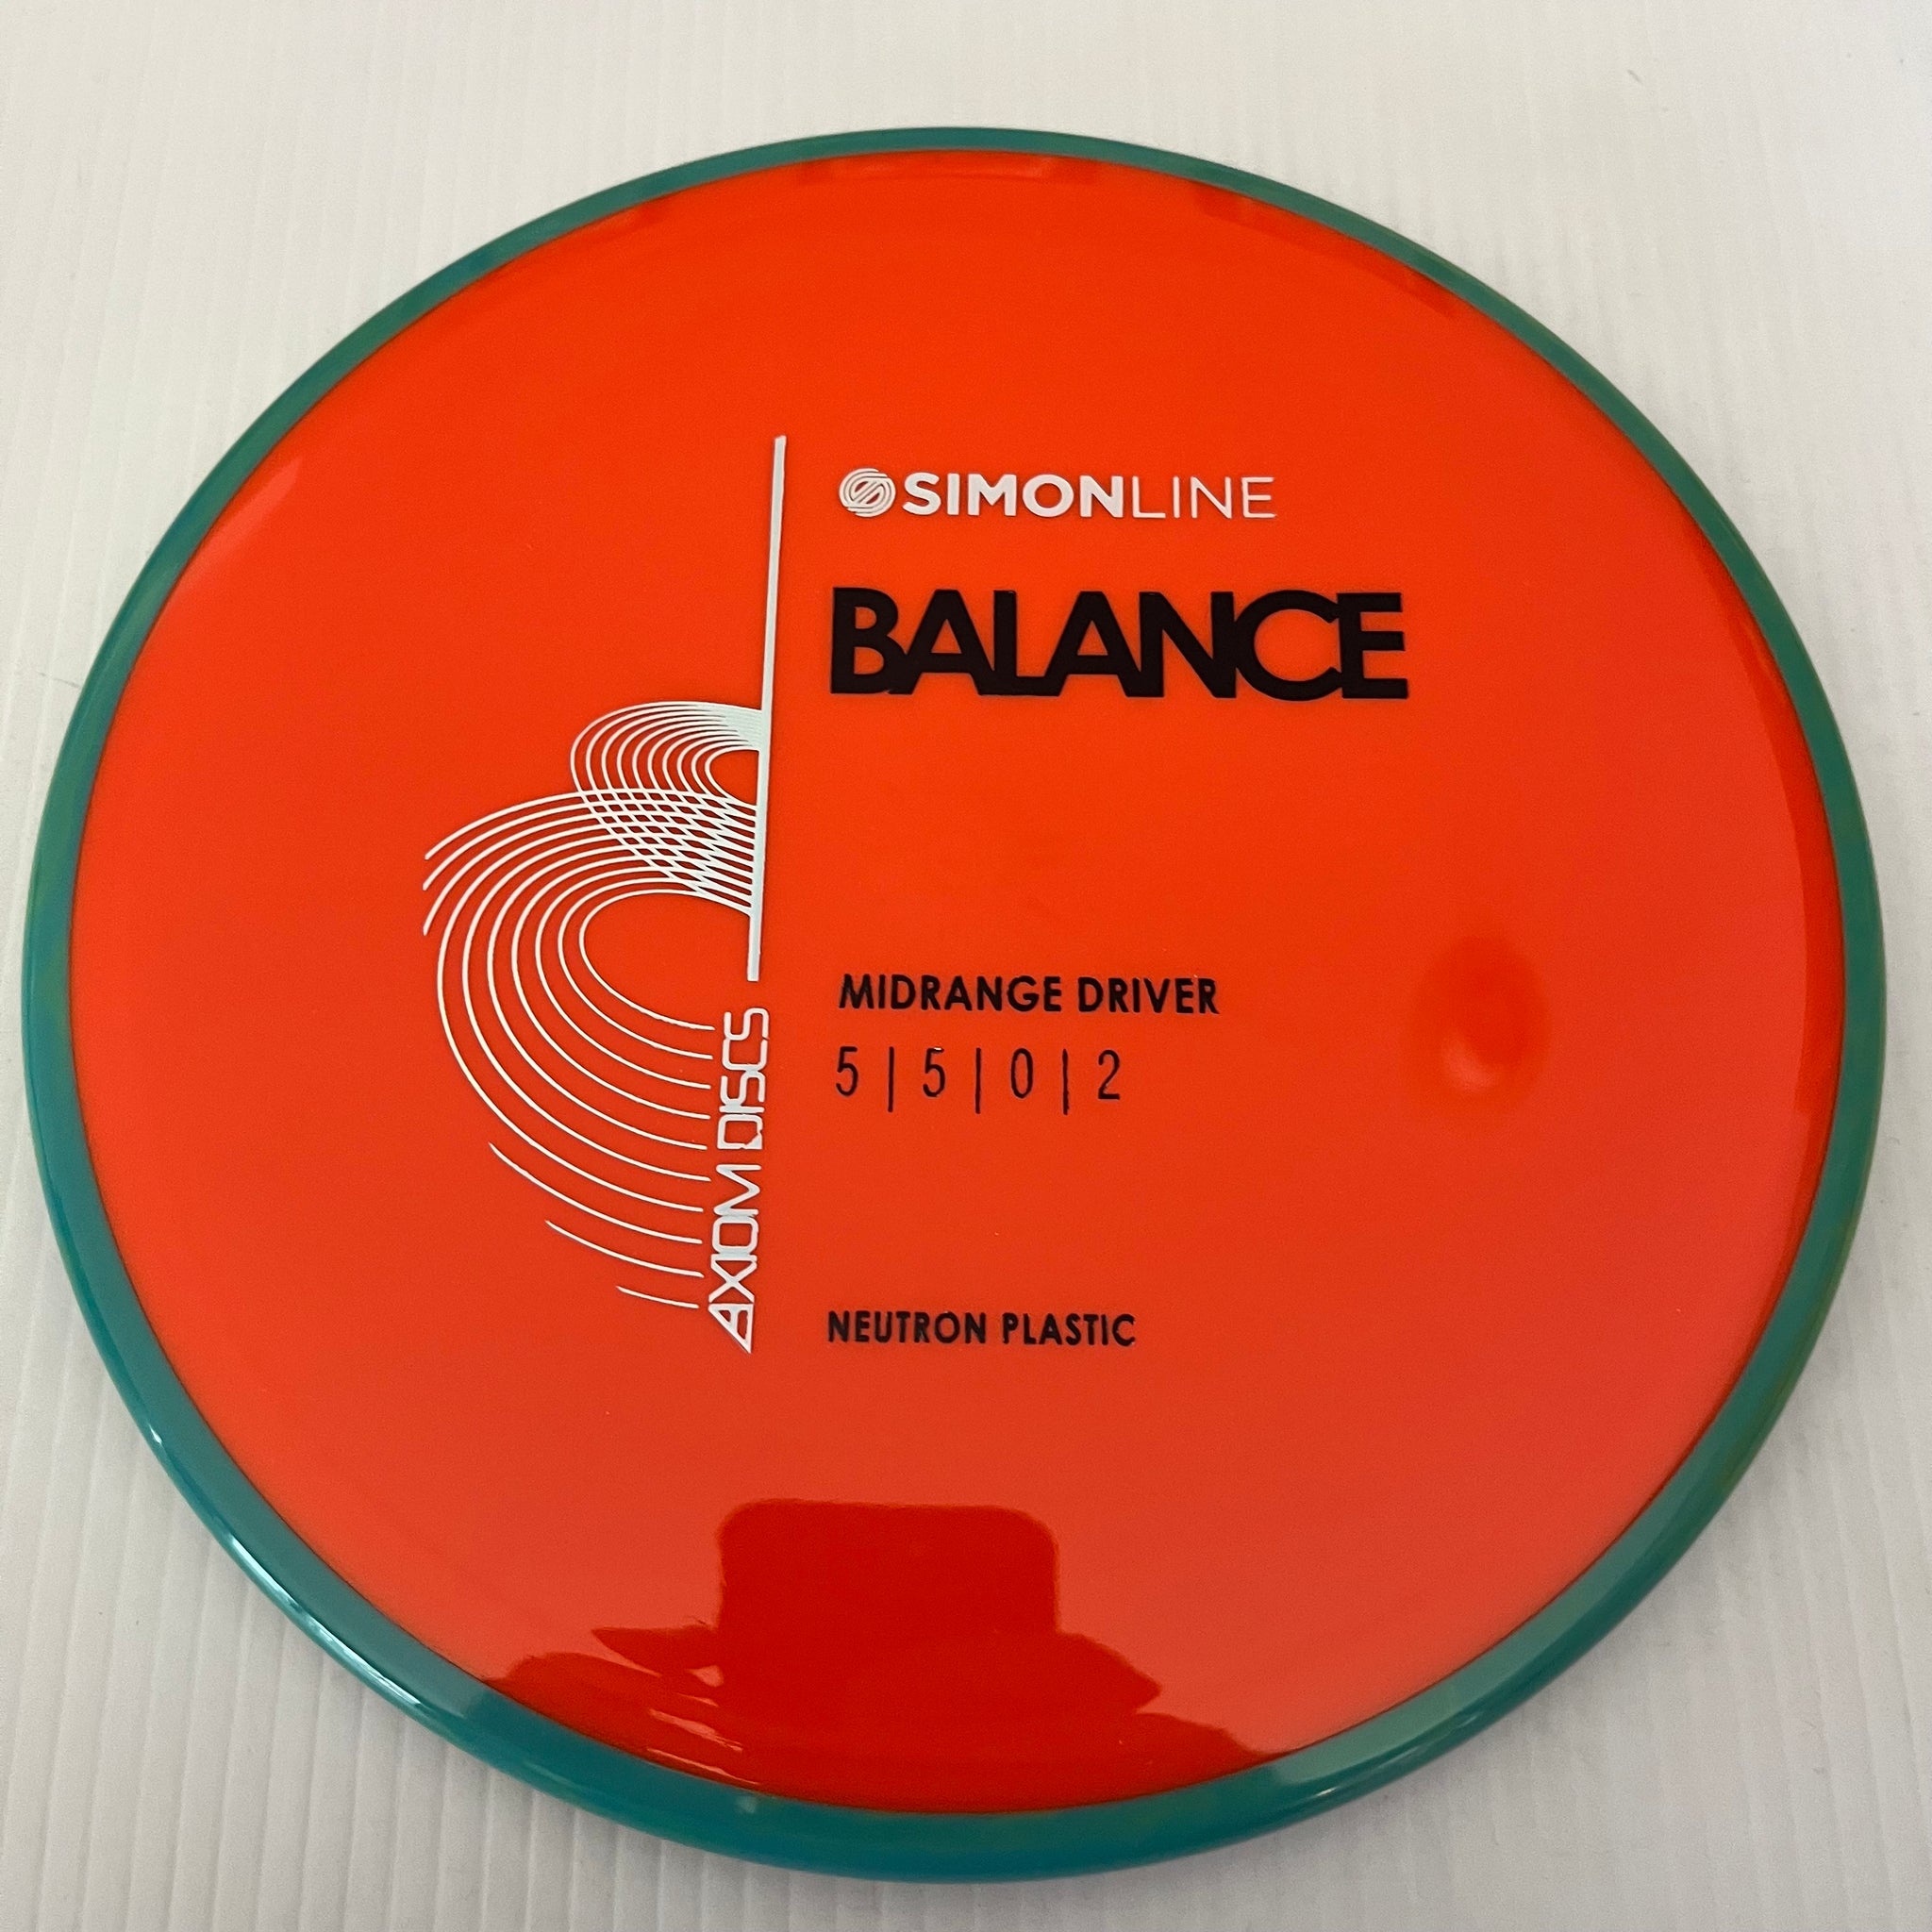 SIMONLINE
BALANCE
MIDRANGE DRIVER
5 | 5 | 0 | 2
NEUTRON PLASTIC
AXIOM DISCS